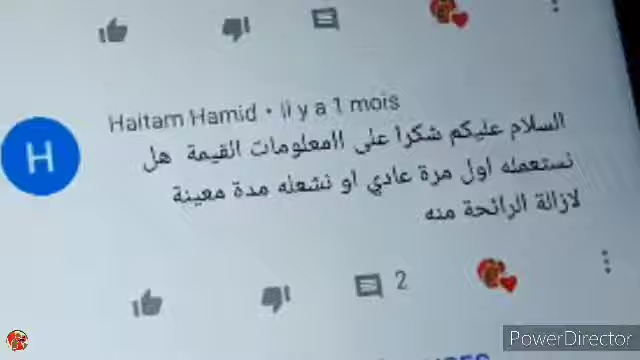 Haitam Hamid • il y a 1 mois
السلام عليكم شكرا على المعلومات القيمة هل
نستعمله اول مرة عادي او نشعله مدة معينة
لازالة الرائحة منه
H
2
PowerDirector